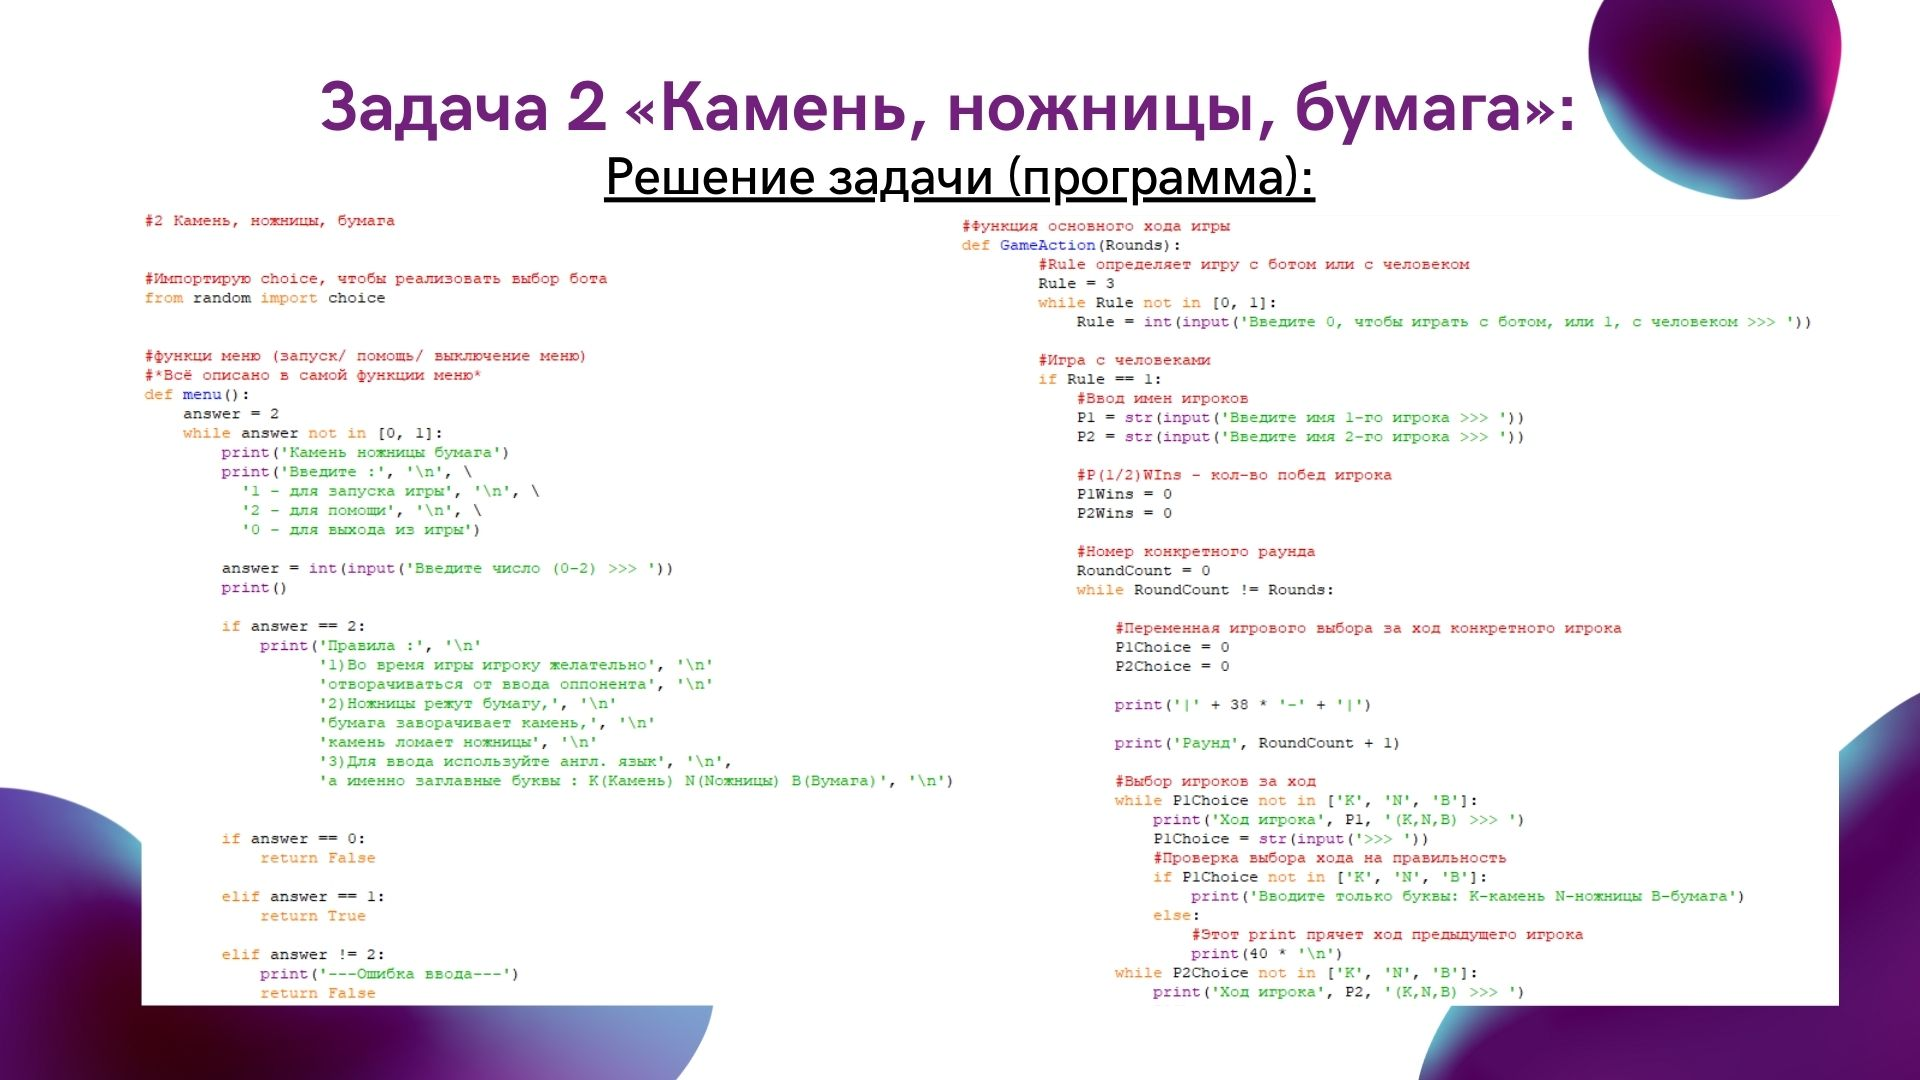 Задача 2 «Камень, ножницы, бумага»:
Решение задачи (программа):
#2 Камень, ножницы, бумага
#Импортирую choice, чтобы реализовать выбор бота
from random import choice
#функци меню (запуск/ помощь/ выключение меню)
#*Всё описано в самой функции меню*
def menu():
    answer = 2
    while answer not in [0, 1]:
        print('Камень ножницы бумага')
        print('Введите :', '\n', \
          '1 - для запуска игры', '\n', \
          '2 - для помощи', '\n', \
          '0 - для выхода из игры')
        answer = int(input('Введите число (0-2) >>> '))
        print()
        if answer == 2:
            print('Правила :', '\n'
                  '1)Во время игры игроку желательно', '\n'
                  'отворачиваться от ввода оппонента', '\n'
                  '2)Ножницы режут бумагу,', '\n'
                  'бумага заворачивает камень,', '\n'
                  'камень ломает ножницы', '\n'
                  '3)Для ввода используйте англ. язык', '\n',
                  'а именно заглавные буквы : K(Камень) N(Nожницы) B(Bумага)', '\n')
        if answer == 0:
            return False
        elif answer == 1:
            return True
        elif answer != 2:
            print('---Ошибка ввода---')
            return False
#Функция основного хода игры
def GameAction(Rounds):
        #Rule определяет игру с ботом или с человеком
        Rule = 3
        while Rule not in [0, 1]:
            Rule = int(input('Введите 0, чтобы играть с ботом, или 1, с человеком >>> '))
        #Игра с человеками
        if Rule == 1:
            #Ввод имен игроков
            P1 = str(input('Введите имя 1-го игрока >>> '))
            P2 = str(input('Введите имя 2-го игрока >>> '))
            #P(1/2)WIns - кол-во побед игрока
            P1Wins = 0
            P2Wins = 0
            #Номер конкретного раунда
            RoundCount = 0
            while RoundCount != Rounds:
                #Переменная игрового выбора за ход конкретного игрока
                P1Choice = 0
                P2Choice = 0
                print('|' + 38 * '-' + '|')
                print('Раунд', RoundCount + 1)
                #Выбор игроков за ход
                while P1Choice not in ['K', 'N', 'B']:
                    print('Ход игрока', P1, '(K,N,B) >>> ')
                    P1Choice = str(input('>>> '))
                    #Проверка выбора хода на правильность
                    if P1Choice not in ['K', 'N', 'B']:
                        print('Вводите только буквы: K-камень N-ножницы B-бумага')
                    else:
                        #Этот print прячет ход предыдущего игрока
                        print(40 * '\n')
                while P2Choice not in ['K', 'N', 'B']:
                    print('Ход игрока', P2, '(K,N,B) >>> ')